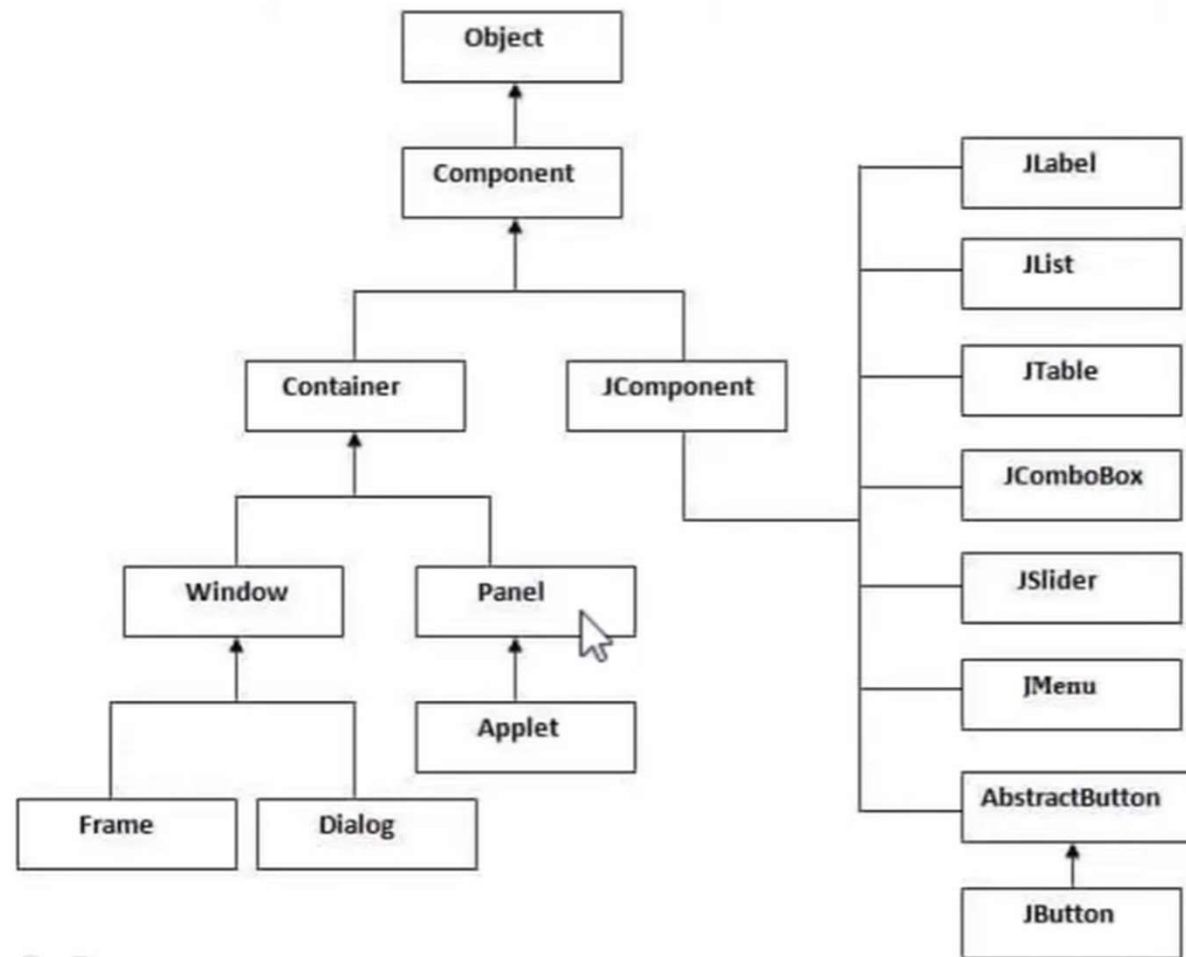 Object
Component
Container
JComponent
Window
Panel
Applet
Frame
Dialog
JLabel
JList
JTable
JComboBox
JSlider
JMenu
AbstractButton
JButton